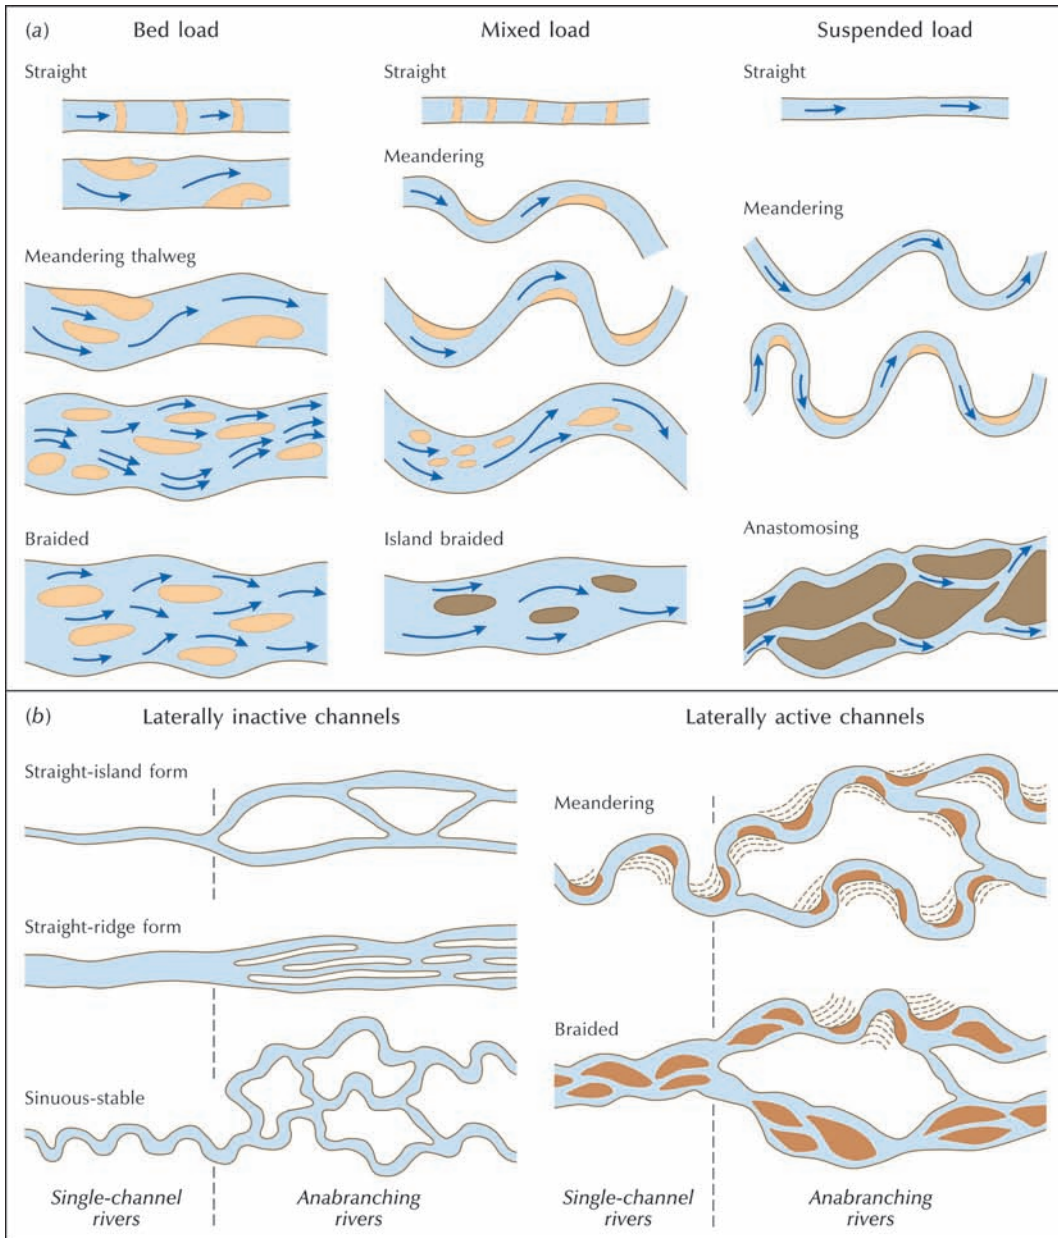 (a)
Bed load
Mixed load
Suspended load
Straight
Straight
Straight
Meandering
Meandering
Meandering thalweg
Braided
Island braided
Anastomosing
(b)
Laterally inactive channels
Laterally active channels
Straight-island form
Meandering
Straight-ridge form
Braided
Sinuous-stable
Single-channel
rivers
Anabranching
rivers
Single-channel
rivers
Anabranching
rivers